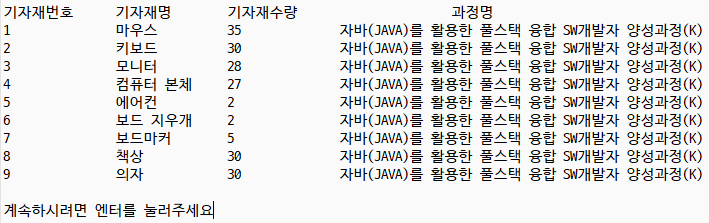 기자재번호 기자재명 기자재수량 과정명
1 마우스 35 자바(JAVA)를 활용한 풀스택 융합 SW개발자 양성과정(K)
2 키보드 30 자바(JAVA)를 활용한 풀스택 융합 SW개발자 양성과정(K)
3 모니터 28 자바(JAVA)를 활용한 풀스택 융합 SW개발자 양성과정(K)
4 컴퓨터 본체 27 자바(JAVA)를 활용한 풀스택 융합 SW개발자 양성과정(K)
5 에어컨 2 자바(JAVA)를 활용한 풀스택 융합 SW개발자 양성과정(K)
6 보드 지우개 2 자바(JAVA)를 활용한 풀스택 융합 SW개발자 양성과정(K)
7 보드마커 5 자바(JAVA)를 활용한 풀스택 융합 SW개발자 양성과정(K)
8 책상 30 자바(JAVA)를 활용한 풀스택 융합 SW개발자 양성과정(K)
9 의자 30 자바(JAVA)를 활용한 풀스택 융합 SW개발자 양성과정(K)
계속하시려면 엔터를 눌러주세요